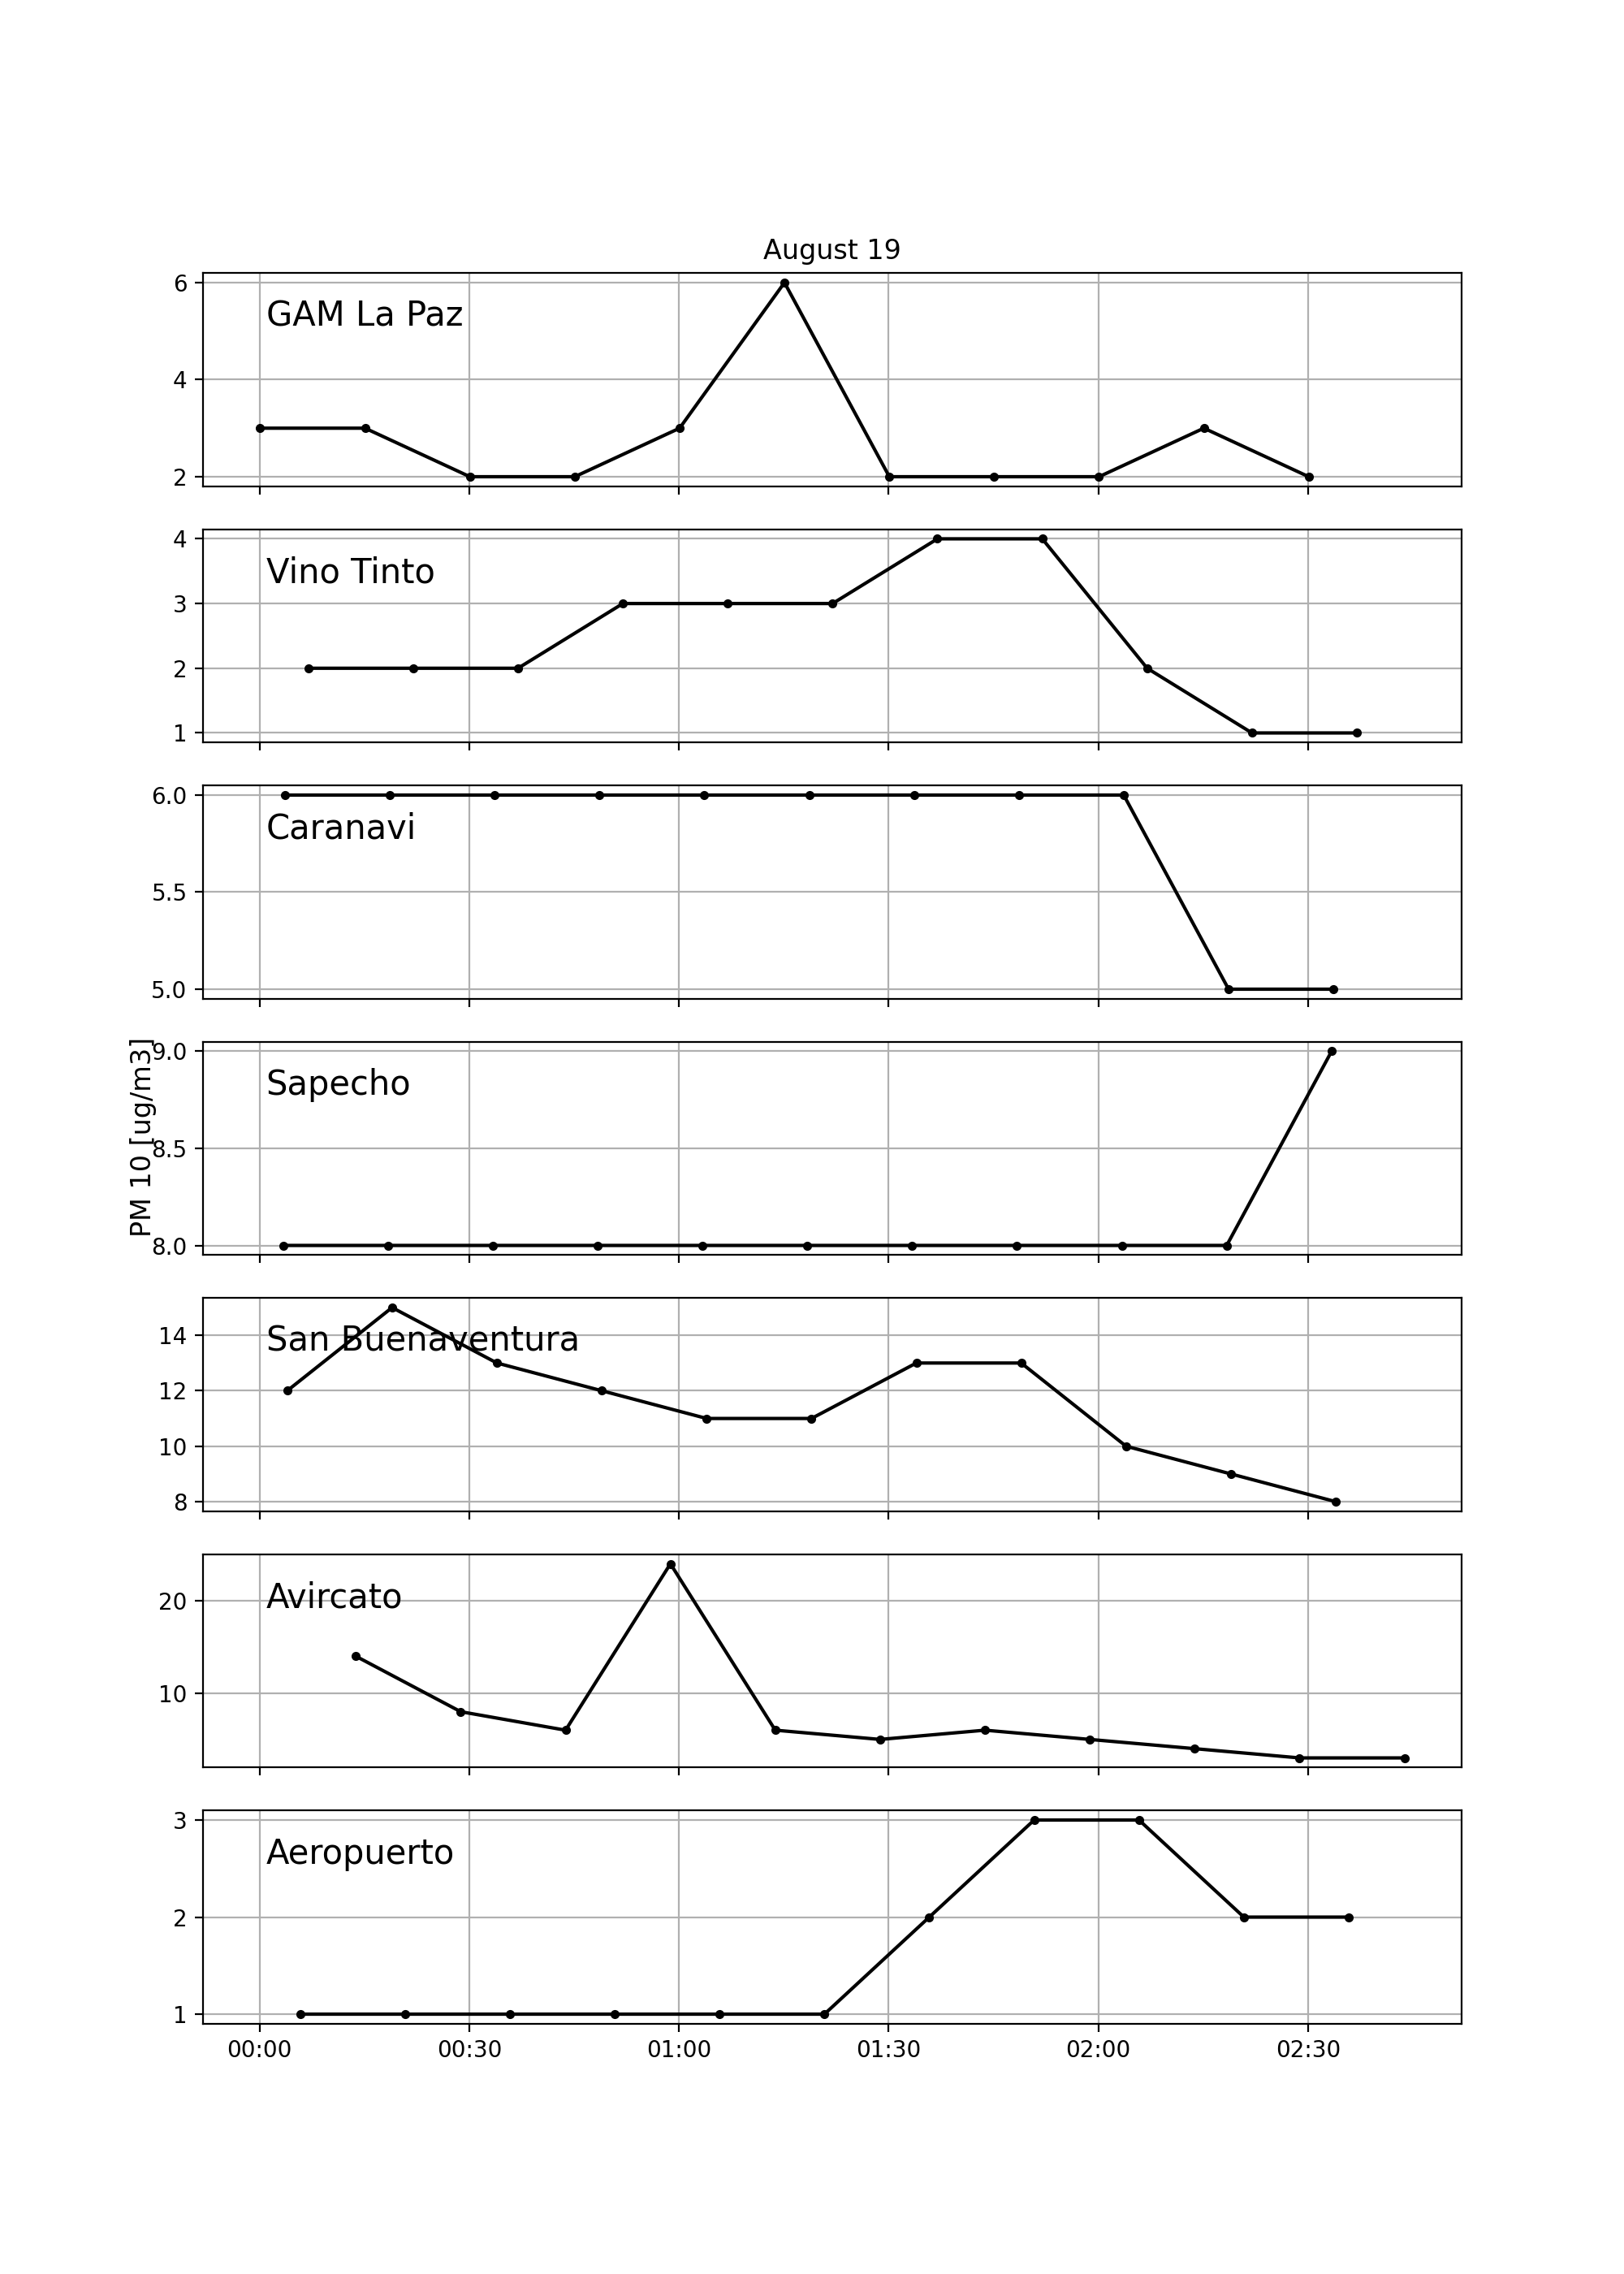 August 19
6
GAM La Paz
4
2
4
Vino Tinto
3
2
1
6.0
Caranavi
5.5
5.0
PM 10 [ug/m3]
9.0
Sapecho
8.5
8.0
San Buenaventura
14
12
10
8
Avircato
20
10
3
Aeropuerto
2
1
00:00 00:30 01:00 01:30 02:00 02:30